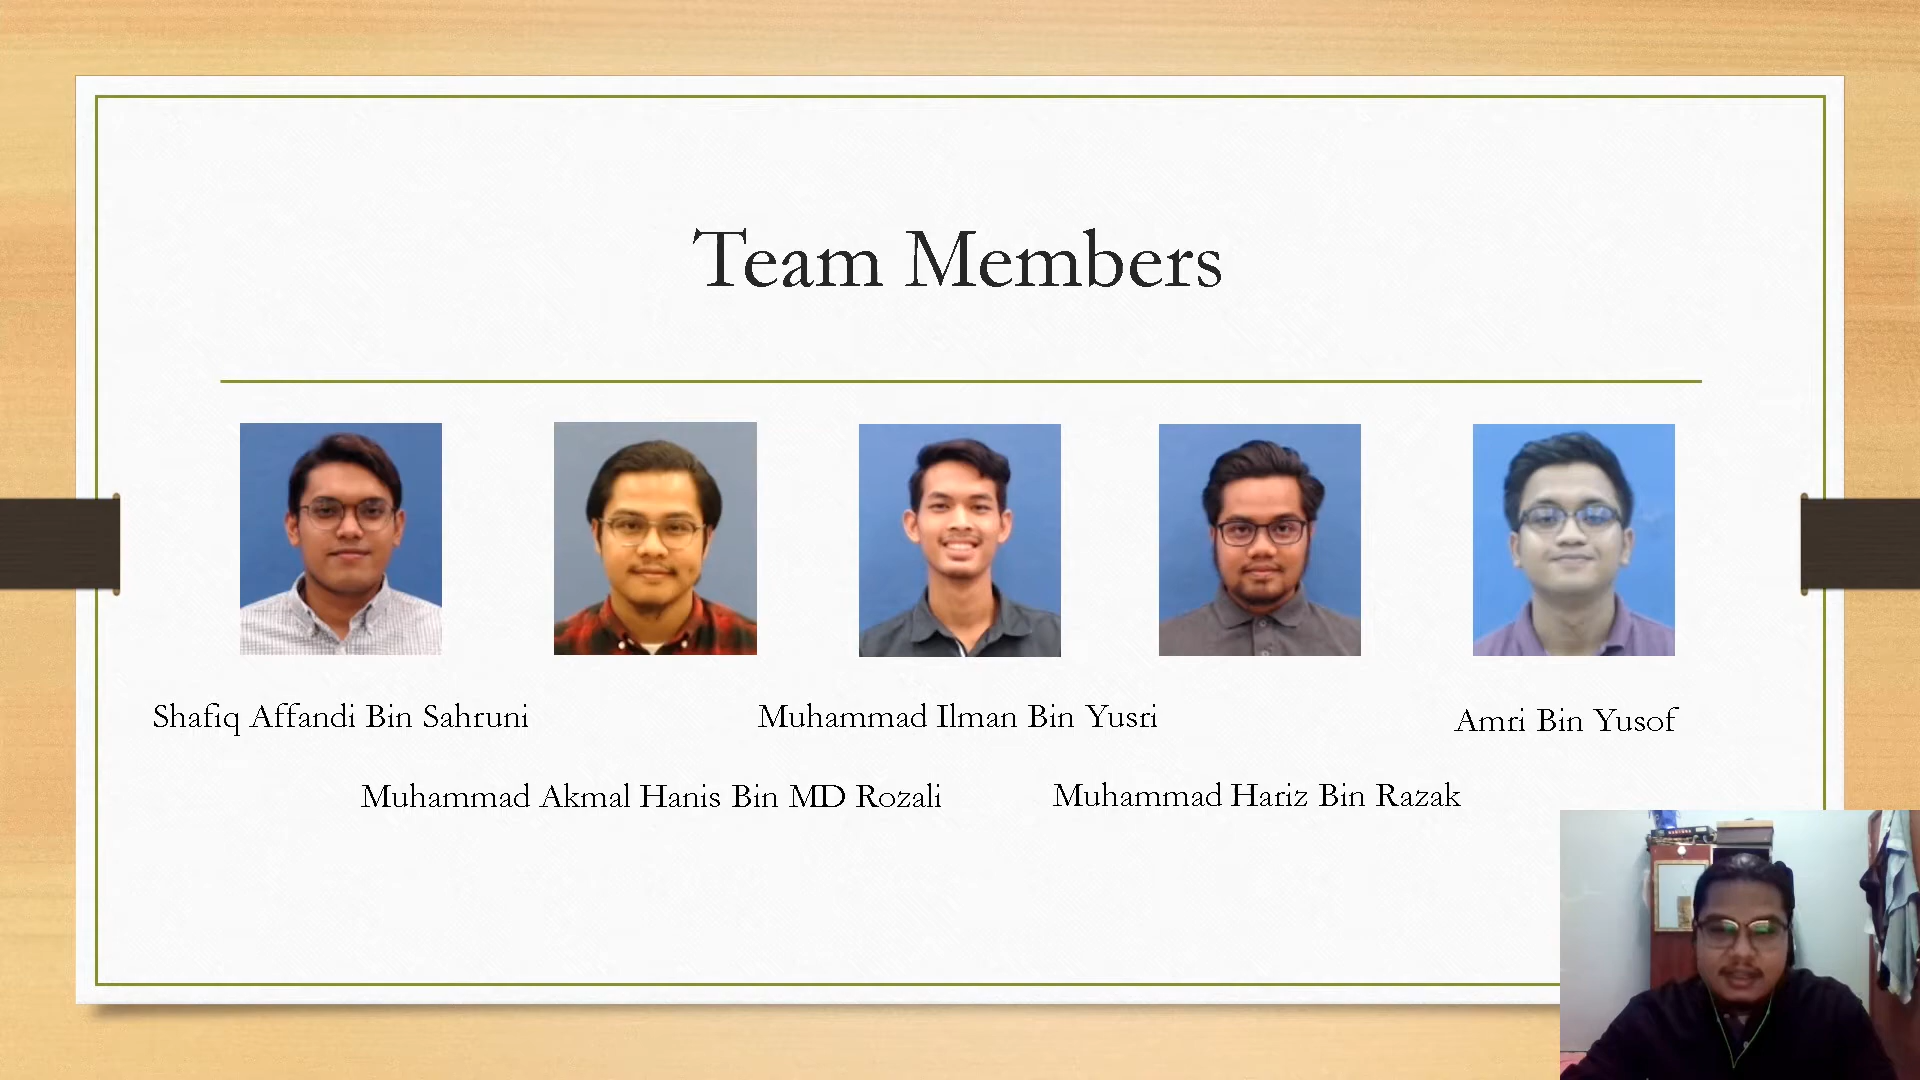 Team Members
Shafiq Affandi Bin Sahruni
Muhammad Ilman Bin Yusri
Amri Bin Yusof
Muhammad Akmal Hanis Bin MD Rozali
Muhammad Hariz Bin Razak